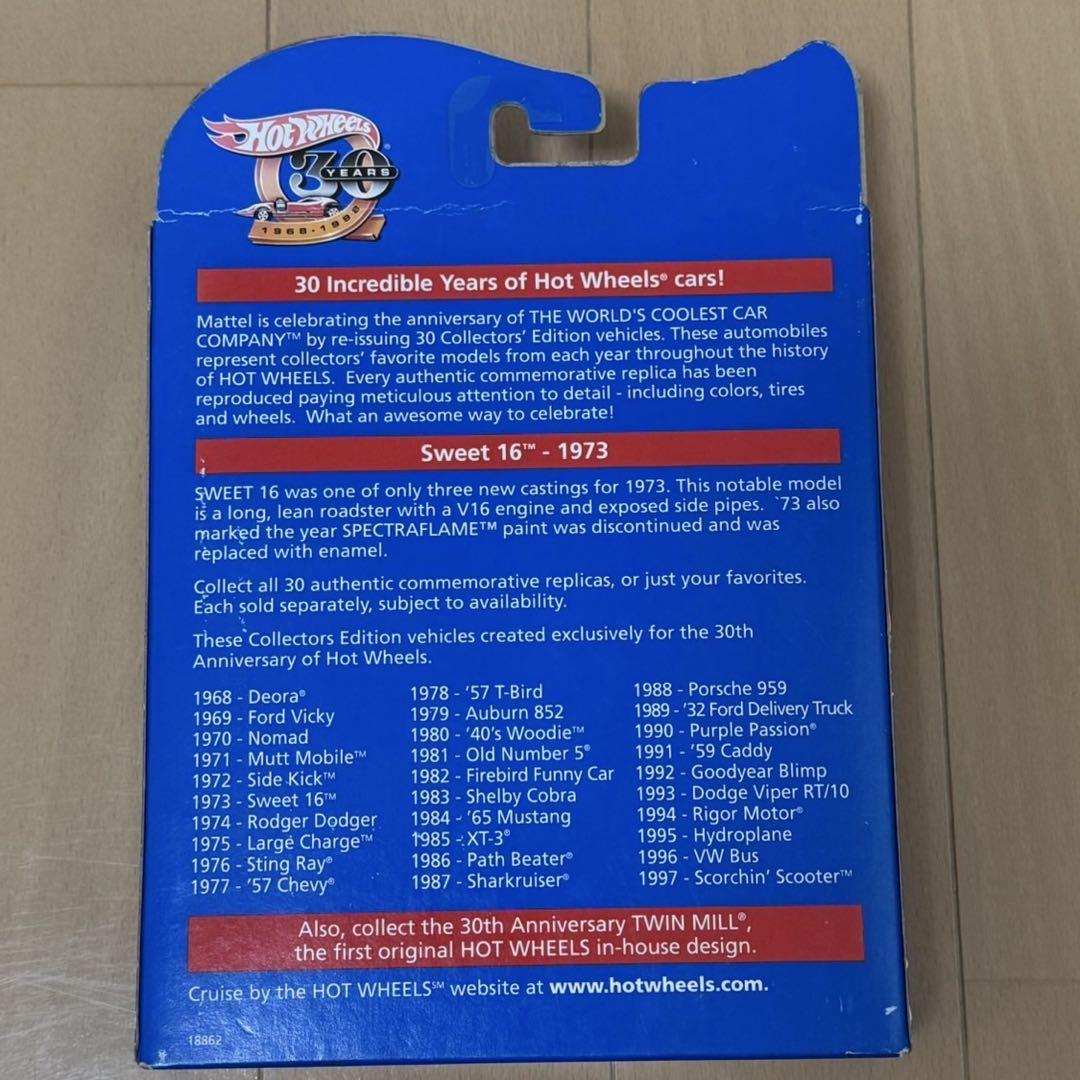 HOT WHEELS®
30
YEARS
1968-1998
30 Incredible Years of Hot Wheels® cars!
Mattel is celebrating the anniversary of THE WORLD'S COOLEST CAR
COMPANY™ by re-issuing 30 Collectors' Edition vehicles. These automobiles
represent collectors' favorite models from each year throughout the history
of HOT WHEELS. Every authentic commemorative replica has been
reproduced paying meticulous attention to detail - including colors, tires
and wheels. What an awesome way to celebrate!
Sweet 16™ - 1973
SWEET 16 was one of only three new castings for 1973. This notable model
is a long, lean roadster with a V16 engine and exposed side pipes. `73 also
marked the year SPECTRAFLAME™ paint was discontinued and was
replaced with enamel.
Collect all 30 authentic commemorative replicas, or just your favorites.
Each sold separately, subject to availability.
These Collectors Edition vehicles created exclusively for the 30th
Anniversary of Hot Wheels.
1968 - Deora®
1969 - Ford Vicky
1970 - Nomad
1971 - Mutt Mobile™
1972 - Side Kick™
1973 - Sweet 16™
1974 - Rodger Dodger
1975 - Large Charge™
1976 - Sting Ray®
1977 - '57 Chevy®
1978 - '57 T-Bird
1979 - Auburn 852
1980 - '40's Woodie™
1981 - Old Number 5®
1982 - Firebird Funny Car
1983 - Shelby Cobra
1984 - '65 Mustang
1985 - XT-3®
1986 - Path Beater®
1987 - Sharkruiser®
1988 - Porsche 959
1989 - '32 Ford Delivery Truck
1990 - Purple Passion®
1991 - '59 Caddy
1992 - Goodyear Blimp
1993 - Dodge Viper RT/10
1994 - Rigor Motor®
1995 - Hydroplane
1996 - VW Bus
1997 - Scorchin' Scooter™
Also, collect the 30th Anniversary TWIN MILL®,
the first original HOT WHEELS in-house design.
Cruise by the HOT WHEELS℠ website at www.hotwheels.com.
18862